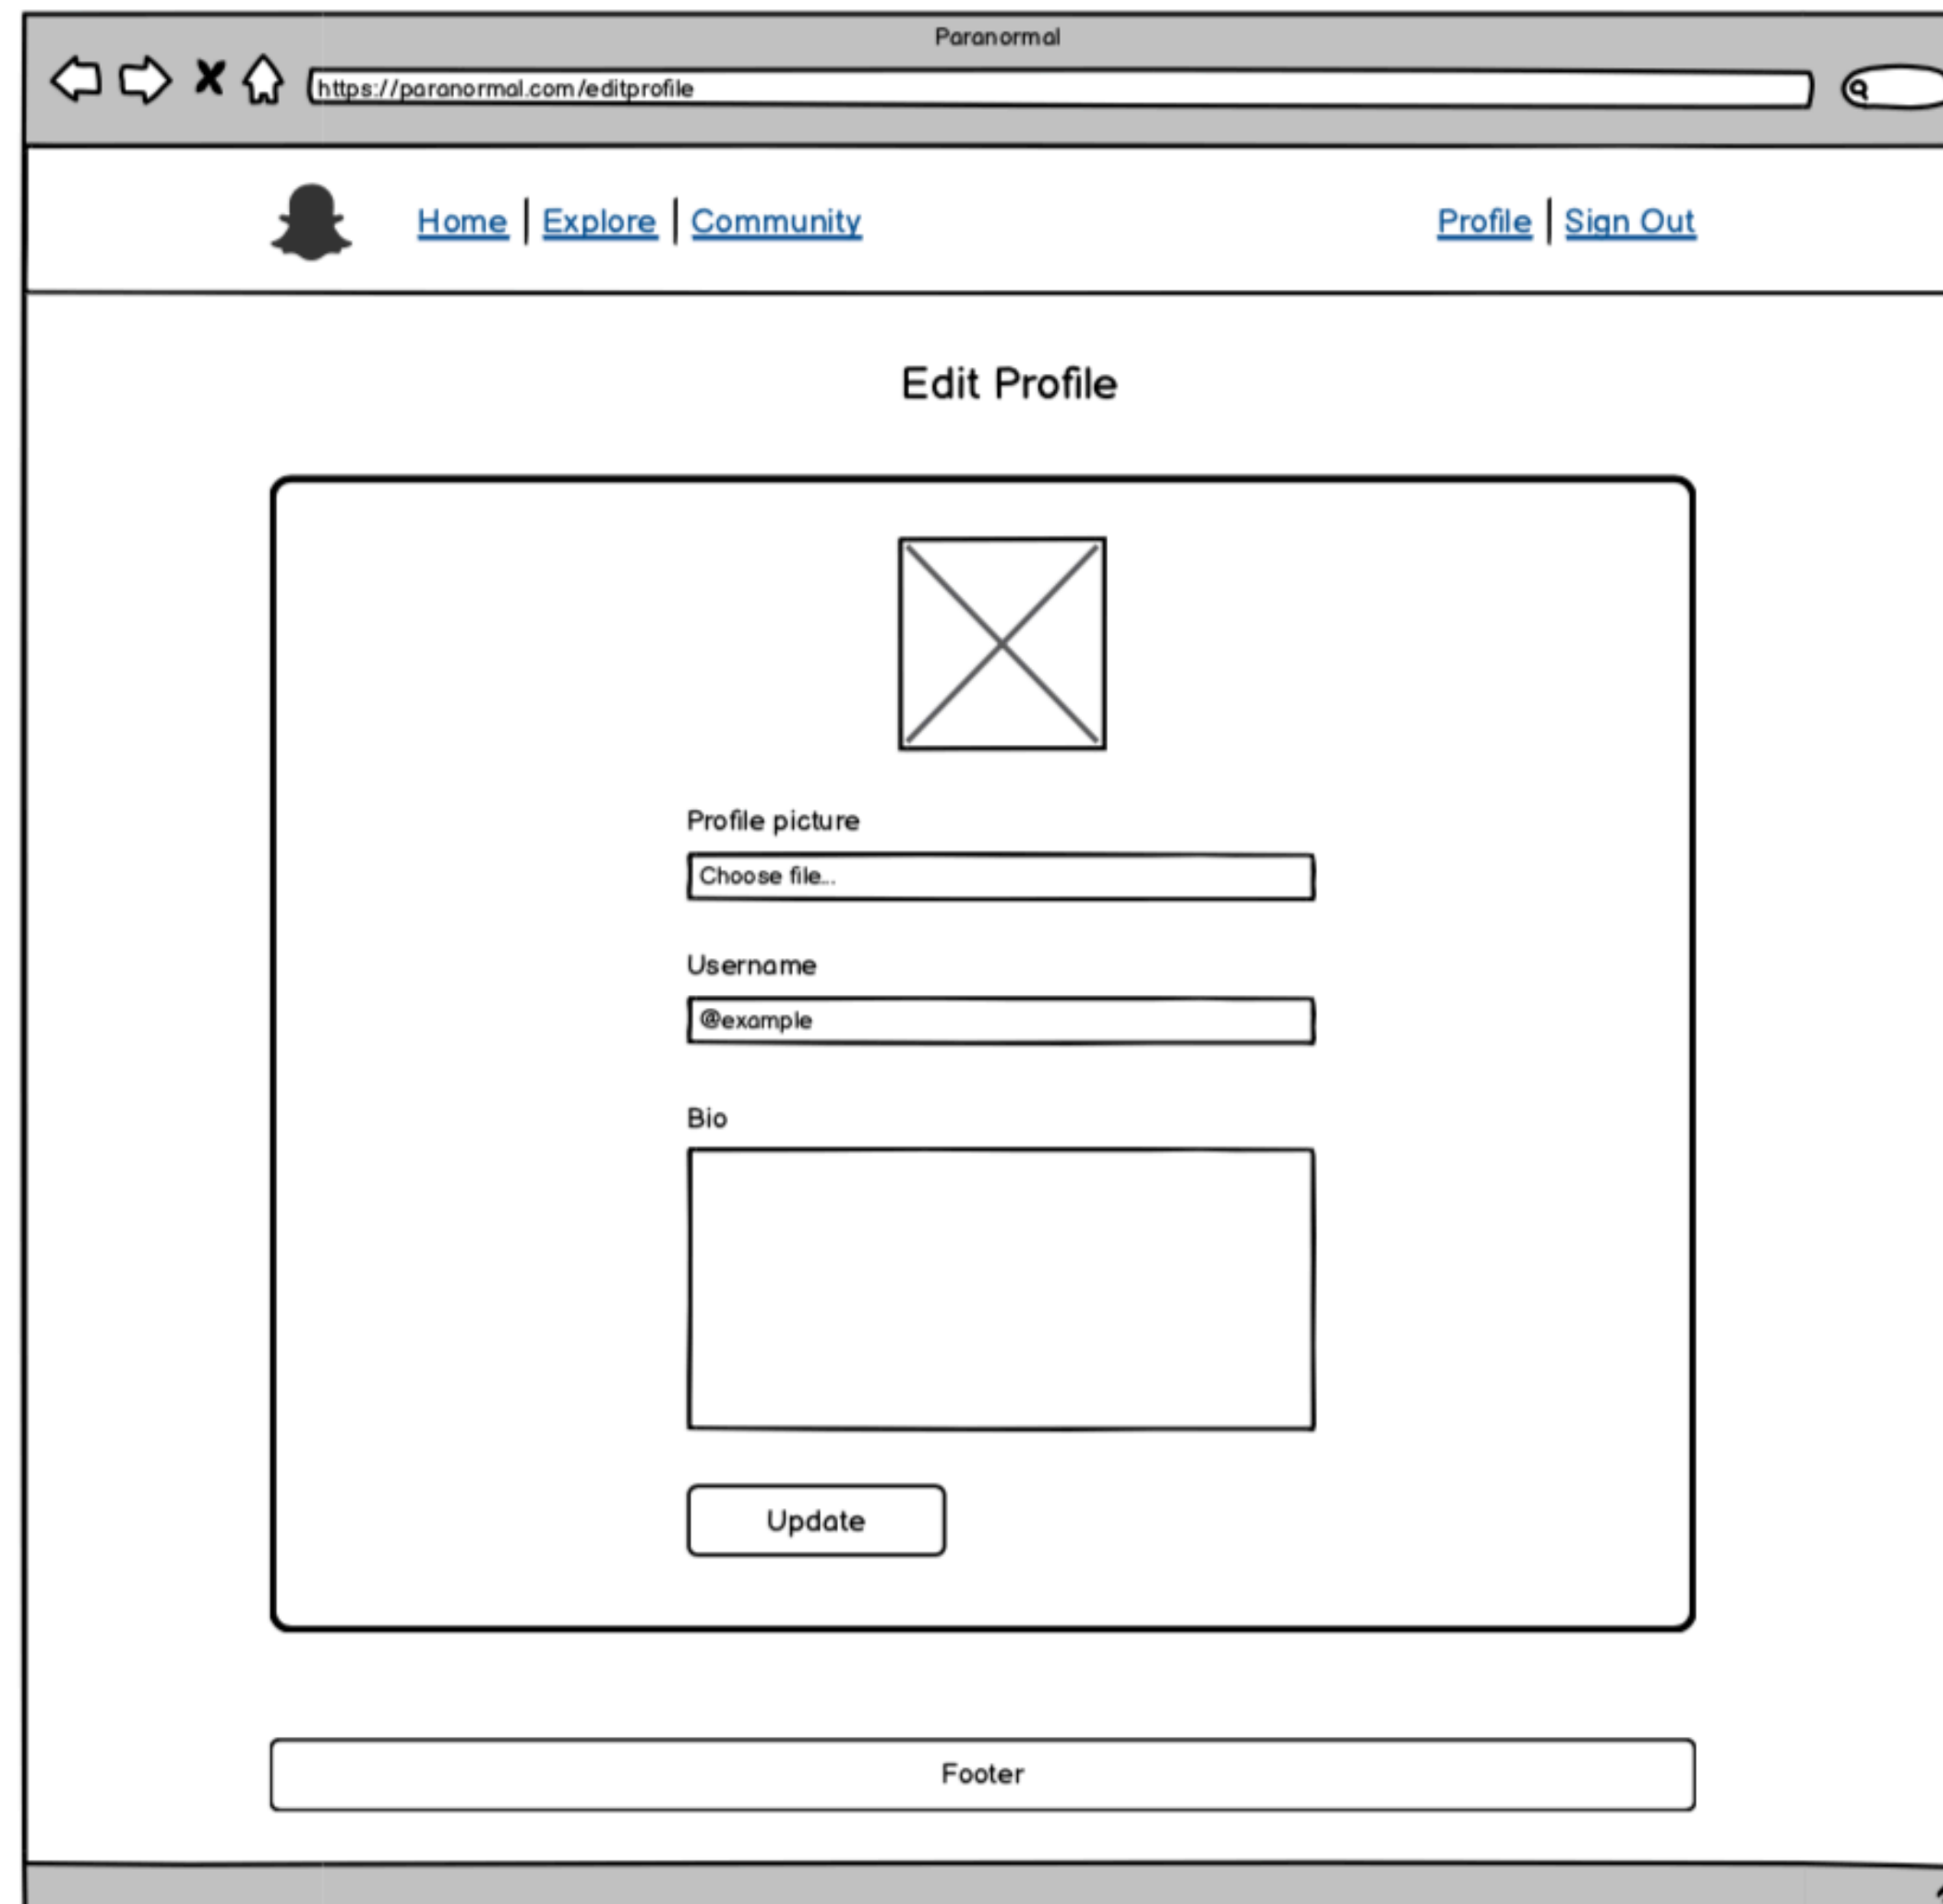 Paranormal
https://paranormal.com/editprofile
Home | Explore | Community Profile | Sign Out
Edit Profile
Profile picture
Choose file...
Username
@example
Bio
Update
Footer